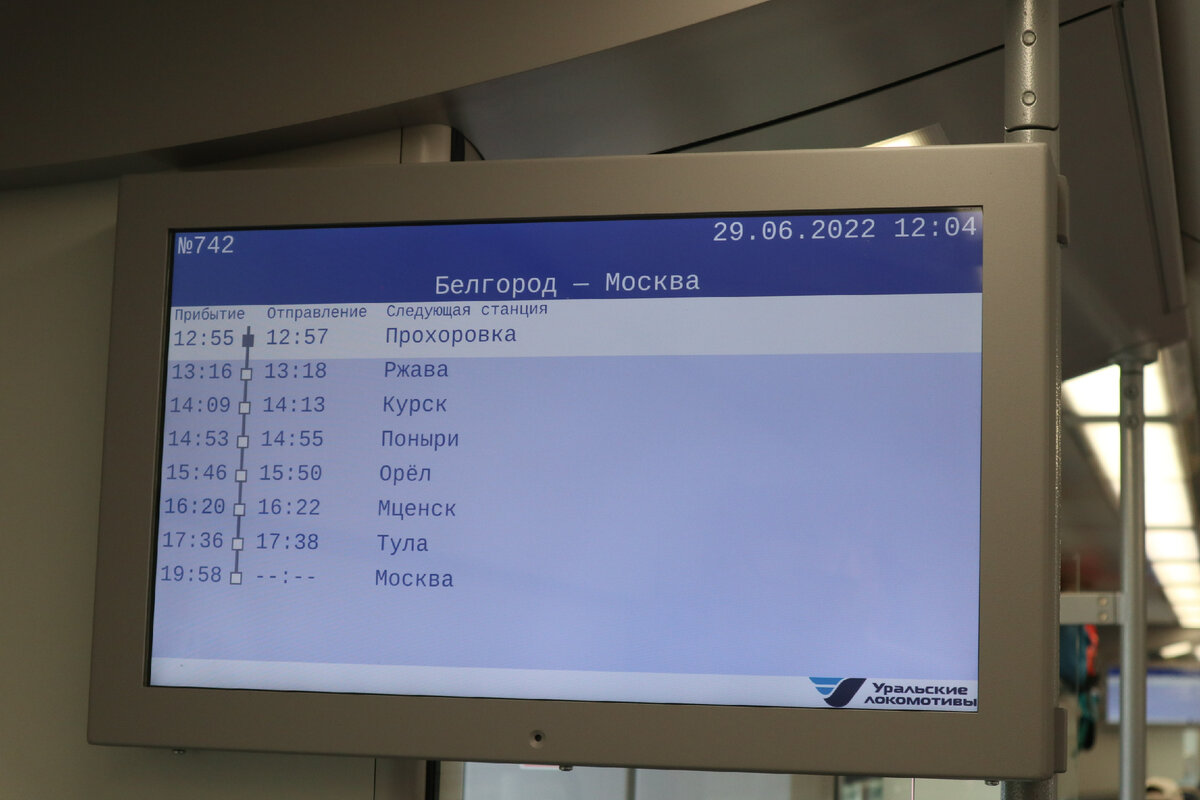 №742
29.06.2022 12:04
Белгород – Москва
Прибытие Отправление Следующая станция
12:55 12:57 Прохоровка
13:16 13:18 Ржава
14:09 14:13 Курск
14:53 14:55 Поныри
15:46 15:50 Орёл
16:20 16:22 Мценск
17:36 17:38 Тула
19:58 --:-- Москва
Уральские
локомотивы